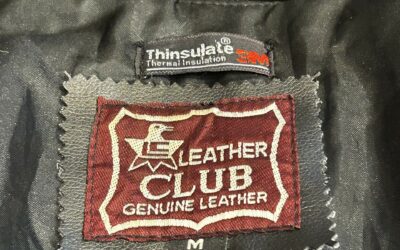 Thinsulate® 3M
Thermal Insulation
LEATHER
CLUB
GENUINE LEATHER
M